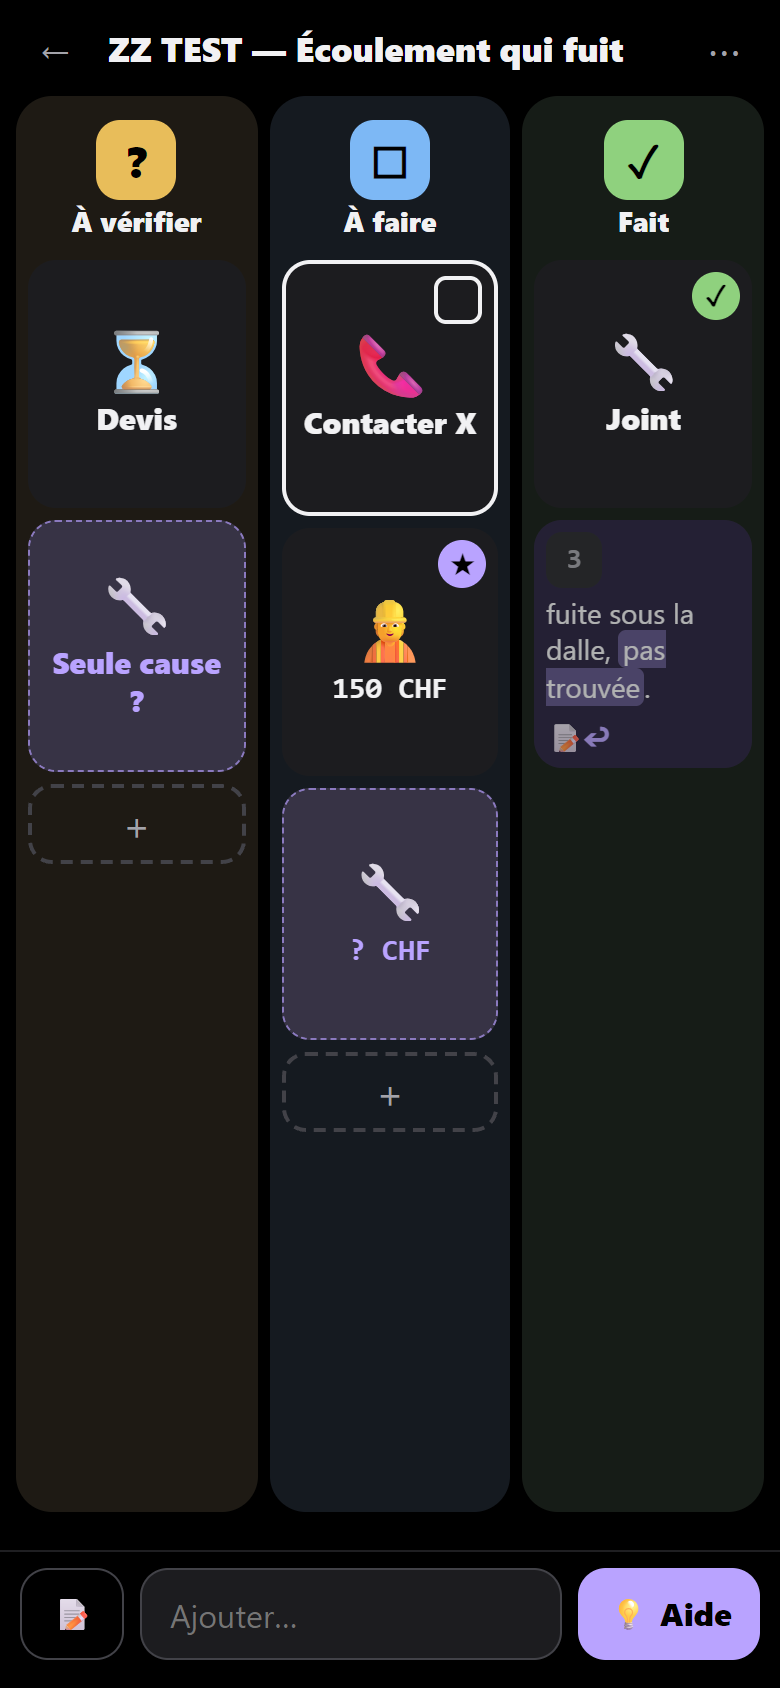 ← ZZ TEST — Écoulement qui fuit ...
?
À vérifier
Devis
Seule cause
?
+
À faire
Contacter X
★
150 CHF
? CHF
+
✓
Fait
✓
Joint
3
fuite sous la
dalle, pas
trouvée.
Ajouter...
Aide